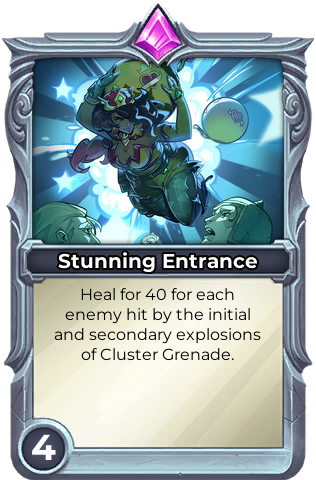 Stunning Entrance
Heal for 40 for each
enemy hit by the initial
and secondary explosions
of Cluster Grenade.
4